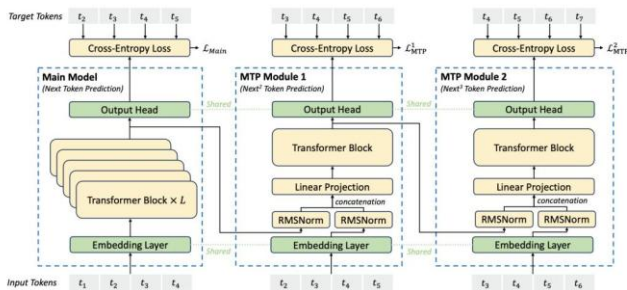 Target Tokens t₂ t₃ t₄ t₅ t₃ t₄ t₅ t₆ t₄ t₅ t₆ t₇
Cross-Entropy Loss ℒMain Cross-Entropy Loss ℒ¹MTP Cross-Entropy Loss ℒ²MTP
Main Model MTP Module 1 MTP Module 2
(Next Token Prediction) (Next² Token Prediction) (Next³ Token Prediction)
Output Head Shared Output Head Shared Output Head
Transformer Block Transformer Block
Transformer Block × L Linear Projection Linear Projection
concatenation concatenation
RMSNorm RMSNorm RMSNorm RMSNorm
Embedding Layer Shared Embedding Layer Shared Embedding Layer
Input Tokens t₁ t₂ t₃ t₄ t₂ t₃ t₄ t₅ t₃ t₄ t₅ t₆